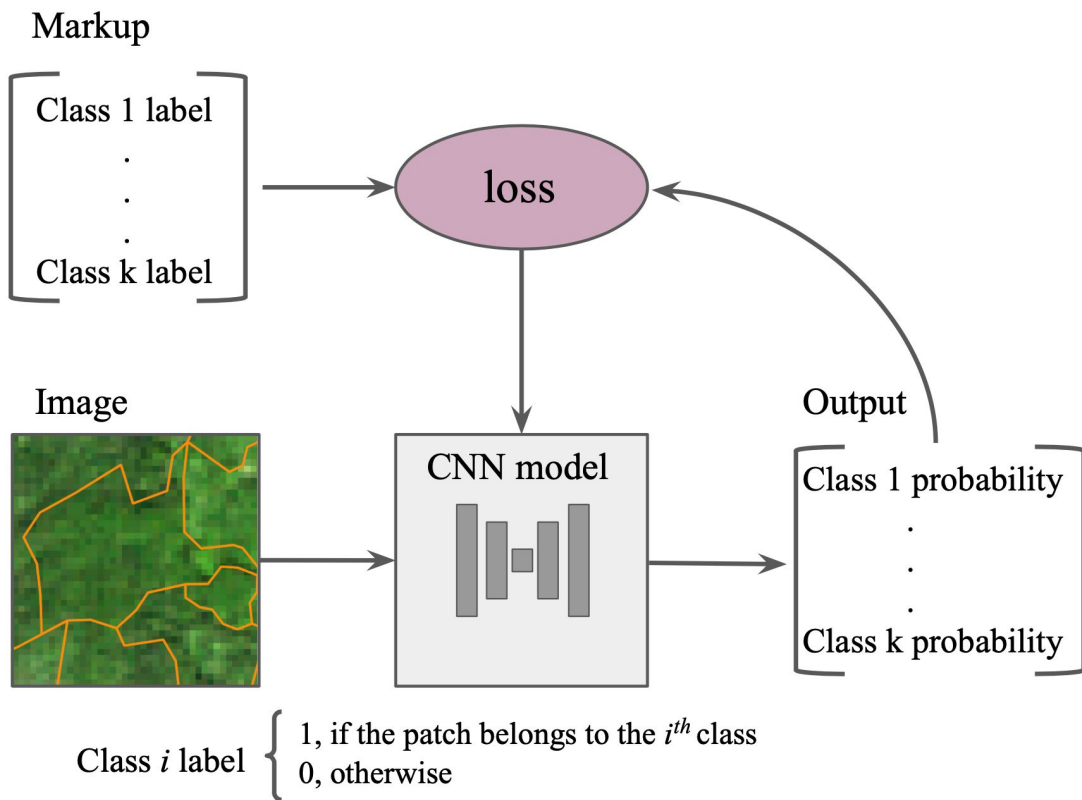 Markup
Class 1 label
.
.
.
Class k label
loss
Image
CNN model
Output
Class 1 probability
.
.
.
Class k probability
Class i label
1, if the patch belongs to the i^th class
0, otherwise